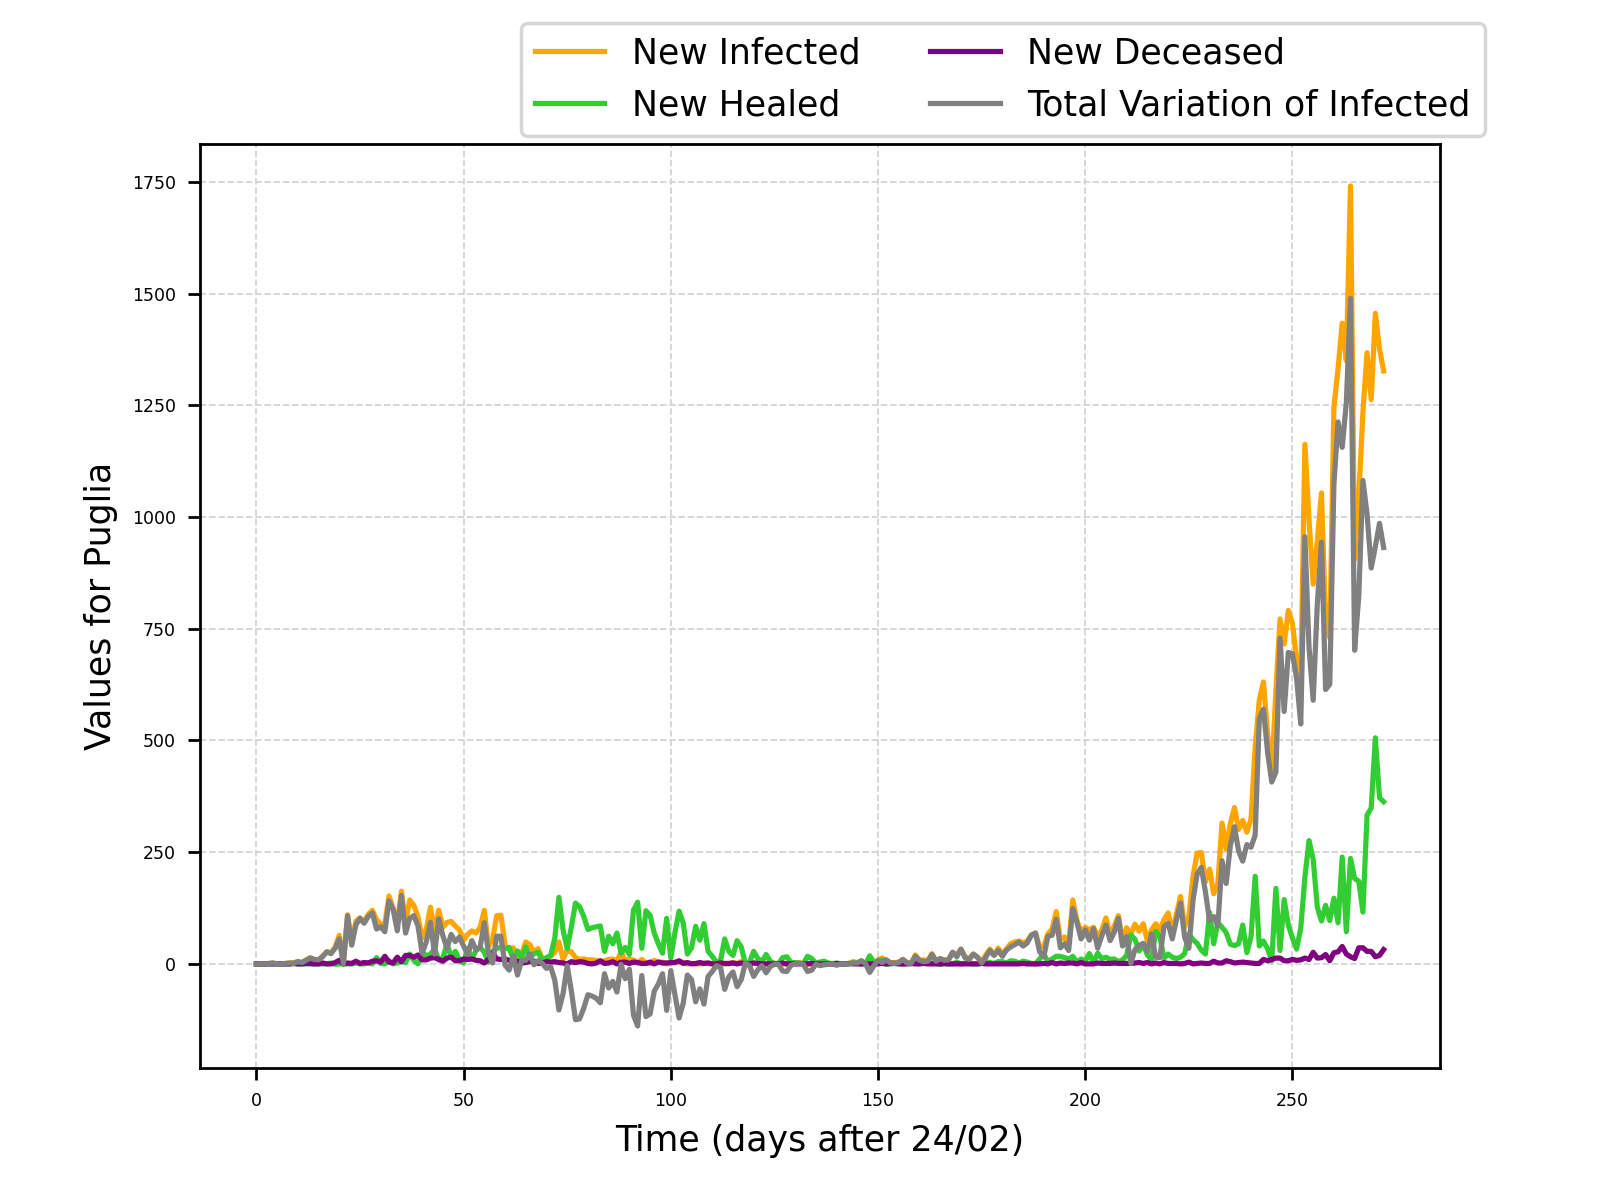 New Infected
New Healed
New Deceased
Total Variation of Infected
Values for Puglia
1750
1500
1250
1000
750
500
250
0
0
50
100
150
200
250
Time (days after 24/02)